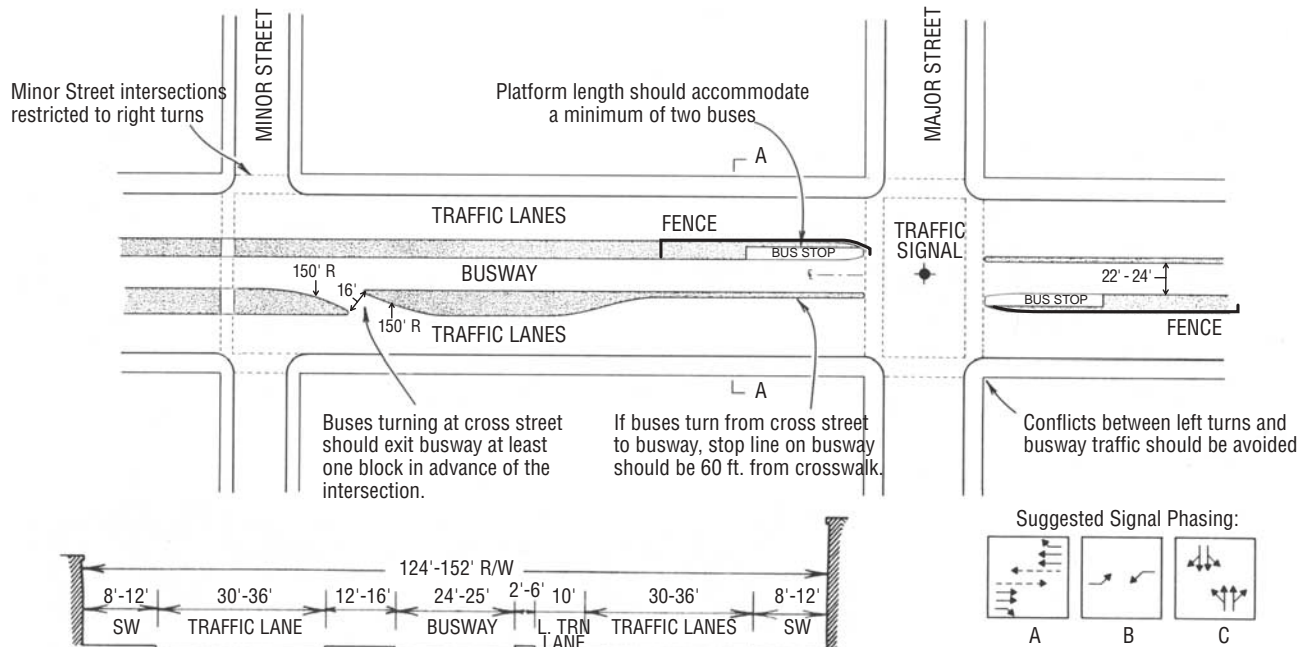 MINOR STREET
MAJOR STREET
Minor Street intersections
restricted to right turns
Platform length should accommodate
a minimum of two buses
A
TRAFFIC LANES
FENCE
BUS STOP
TRAFFIC
SIGNAL
150' R
16'
BUSWAY
22' - 24'
150' R
TRAFFIC LANES
BUS STOP
FENCE
A
Buses turning at cross street
should exit busway at least
one block in advance of the
intersection.
If buses turn from cross street
to busway, stop line on busway
should be 60 ft. from crosswalk.
Conflicts between left turns and
busway traffic should be avoided
Suggested Signal Phasing:
A B C
124'-152' R/W
8'-12' 30'-36' 12'-16' 24'-25' 2'-6' 10' 30-36' 8'-12'
SW TRAFFIC LANE BUSWAY L. TRN TRAFFIC LANES SW
LANE